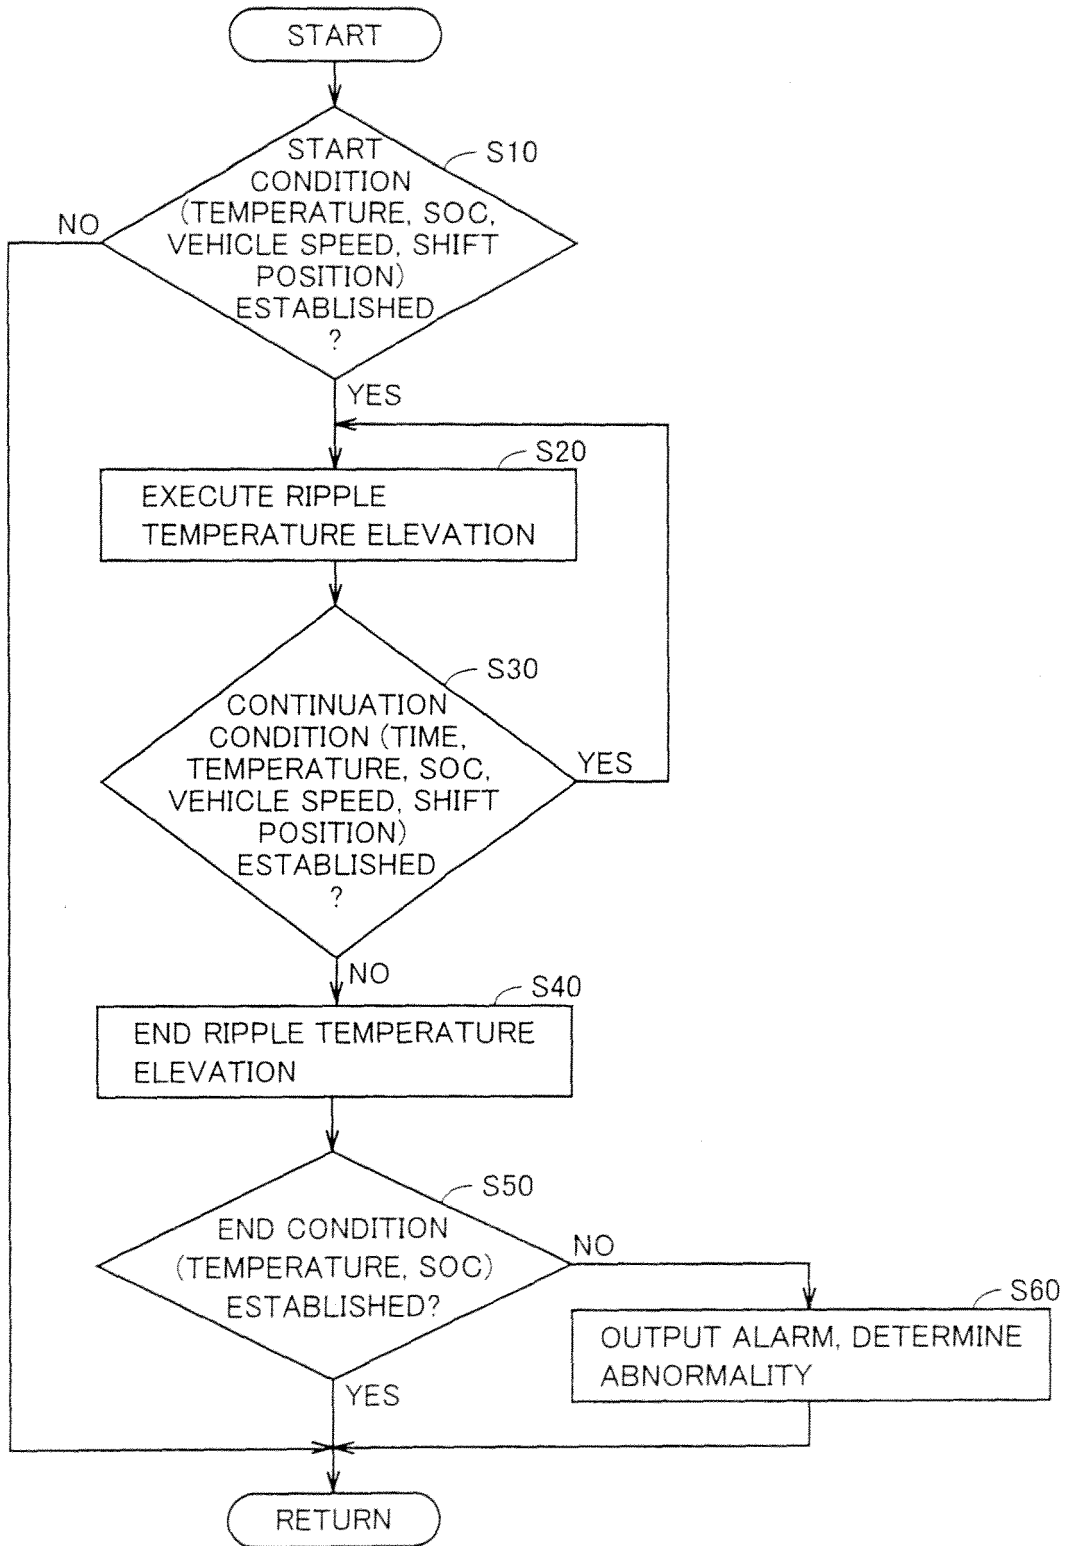 START
START
CONDITION
(TEMPERATURE, SOC,
VEHICLE SPEED, SHIFT
POSITION)
ESTABLISHED
?
S10
NO
YES
S20
EXECUTE RIPPLE
TEMPERATURE ELEVATION
S30
CONTINUATION
CONDITION (TIME,
TEMPERATURE, SOC,
VEHICLE SPEED, SHIFT
POSITION)
ESTABLISHED
?
YES
NO
S40
END RIPPLE TEMPERATURE
ELEVATION
S50
END CONDITION
(TEMPERATURE, SOC)
ESTABLISHED?
NO
S60
OUTPUT ALARM, DETERMINE
ABNORMALITY
YES
RETURN